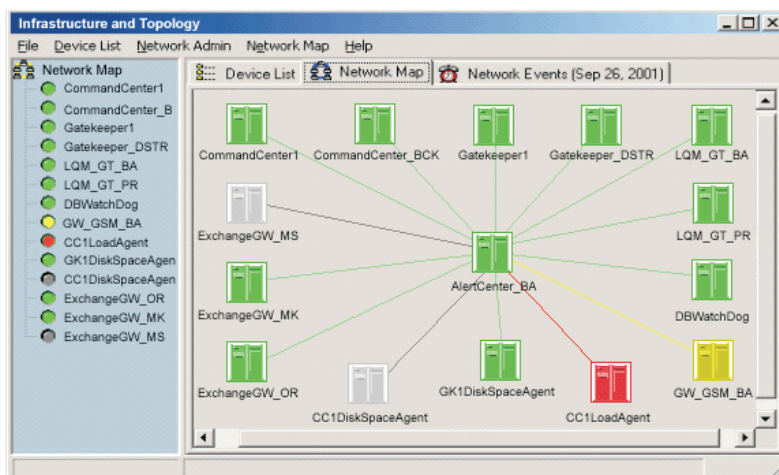 Infrastructure and Topology
File Device List Network Admin Network Map Help
Network Map
CommandCenter1
CommandCenter_B
Gatekeeper1
Gatekeeper_DSTR
LQM_GT_BA
LQM_GT_PR
DBWatchDog
GW_GSM_BA
CC1LoadAgent
GK1DiskSpaceAgen
CC1DiskSpaceAgen
ExchangeGW_OR
ExchangeGW_MK
ExchangeGW_MS
Device List Network Map Network Events (Sep 26, 2001)
CommandCenter1 CommandCenter_BCK Gatekeeper1 Gatekeeper_DSTR LQM_GT_BA
ExchangeGW_MS LQM_GT_PR
AlertCenter_BA
ExchangeGW_MK DBWatchDog
ExchangeGW_OR GK1DiskSpaceAgent GW_GSM_BA
CC1DiskSpaceAgent CC1LoadAgent